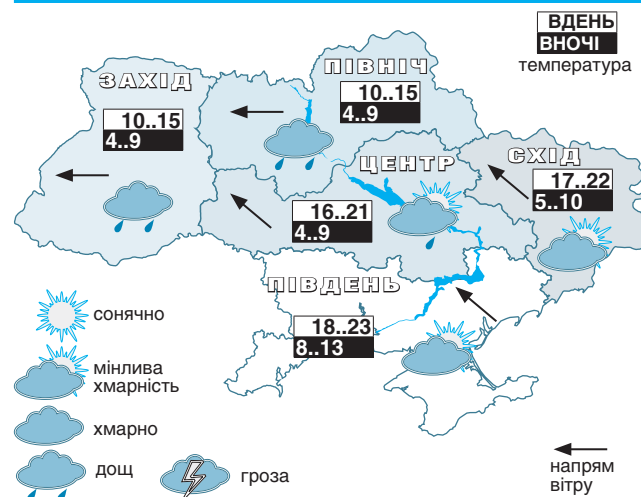 ВДЕНЬ
ВНОЧІ
температура
ПІВНІЧ
10..15
4..9
ЗАХІД
10..15
4..9
ЦЕНТР
16..21
4..9
СХІД
17..22
5..10
ПІВДЕНЬ
18..23
8..13
сонячно
мінлива
хмарність
хмарно
дощ
гроза
напрям
вітру